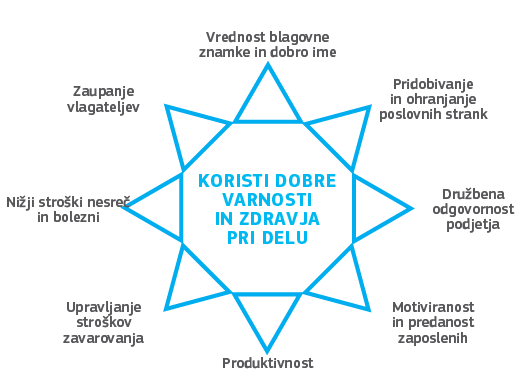 Vrednost blagovne
znamke in dobro ime
Zaupanje
vlagateljev
Pridobivanje
in ohranjanje
poslovnih strank
KORISTI DOBRE
VARNOSTI
IN ZDRAVJA
PRI DELU
Nižji stroški nesreč
in bolezni
Družbena
odgovornost
podjetja
Upravljanje
stroškov
zavarovanja
Motiviranost
in predanost
zaposlenih
Produktivnost